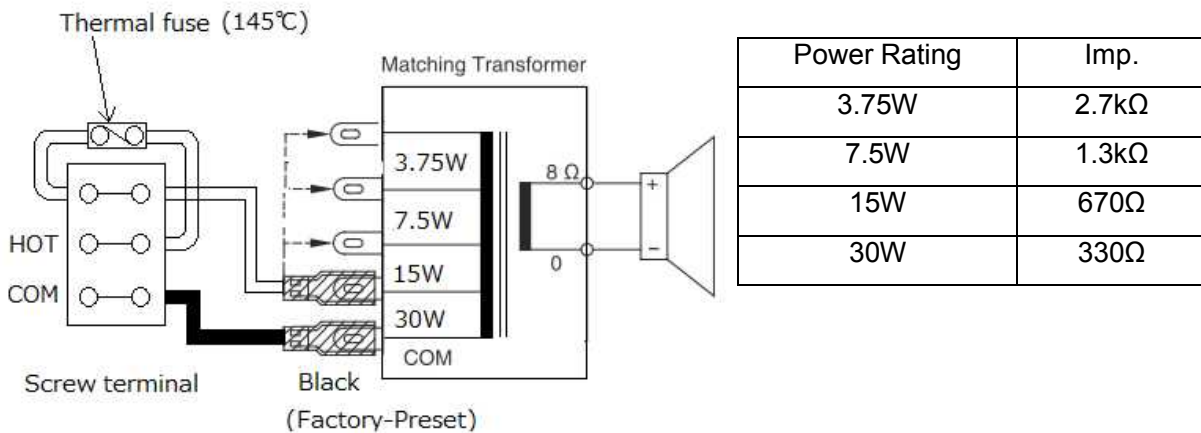 Thermal fuse (145℃)
Matching Transformer
3.75W
7.5W
15W
30W
COM
8 Ω
0
+
−
HOT
COM
Screw terminal
Black
(Factory-Preset)
Power Rating Imp.
3.75W 2.7kΩ
7.5W 1.3kΩ
15W 670Ω
30W 330Ω